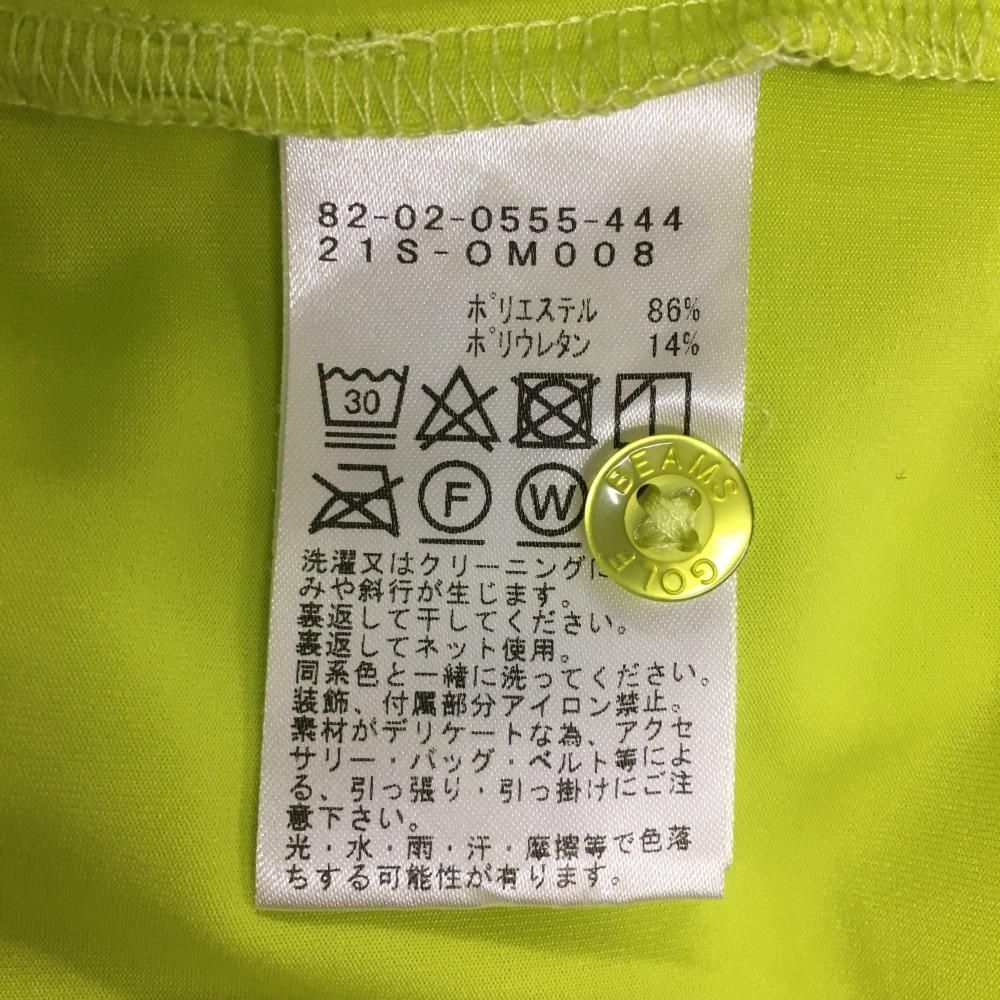 82-02-0555-444
21S-OM008
ポリエステル 86%
ポリウレタン 14%
30
F W
BEAMS
GOLF
洗濯又はクリーニングに
みや斜行が生じます。
裏返して干してください。
裏返してネット使用。
同系色と一緒に洗ってください。
装飾、付属部分アイロン禁止。
素材がデリケートな為、アクセ
サリー・バッグ・ベルト等によ
る、引っ張り・引っ掛けにご注
意下さい。
光・水・雨・汗・摩擦等で色落
ちする可能性が有ります。